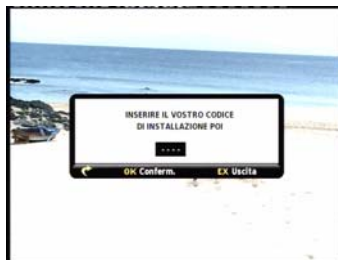 INSERIRE IL VOSTRO CODICE
DI INSTALLAZIONE POI
----
OK Conferm. EX Uscita